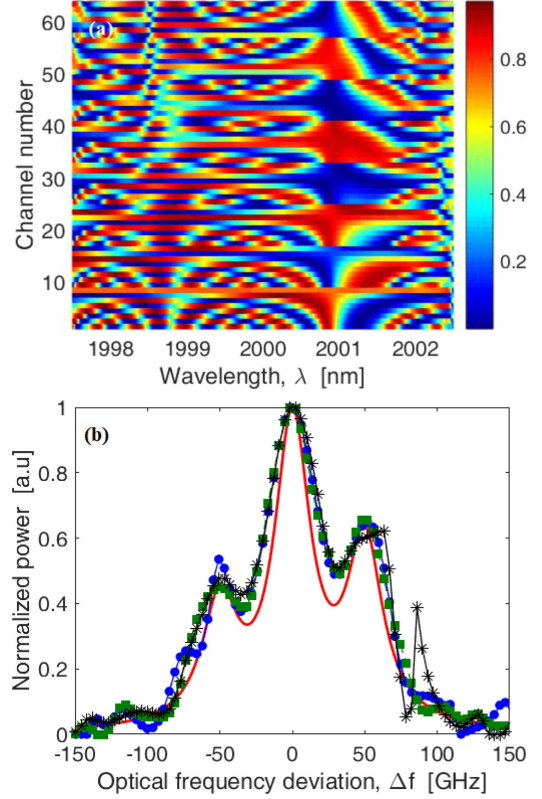 (a)
60
50
40
30
20
10
Channel number
0.8
0.6
0.4
0.2
1998 1999 2000 2001 2002
Wavelength, λ [nm]
(b)
1
0.8
0.6
0.4
0.2
0
Normalized power [a.u]
-150 -100 -50 0 50 100 150
Optical frequency deviation, Δf [GHz]